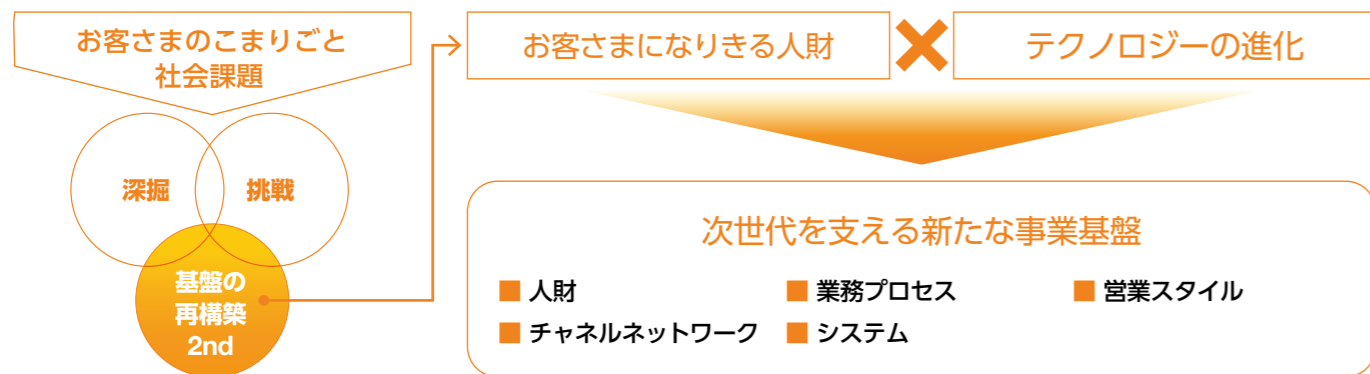 お客さまのこまりごと
社会課題
深掘
挑戦
基盤の
再構築
2nd
お客さまになりきる人財
テクノロジーの進化
次世代を支える新たな事業基盤
■ 人財
■ 業務プロセス
■ 営業スタイル
■ チャネルネットワーク
■ システム